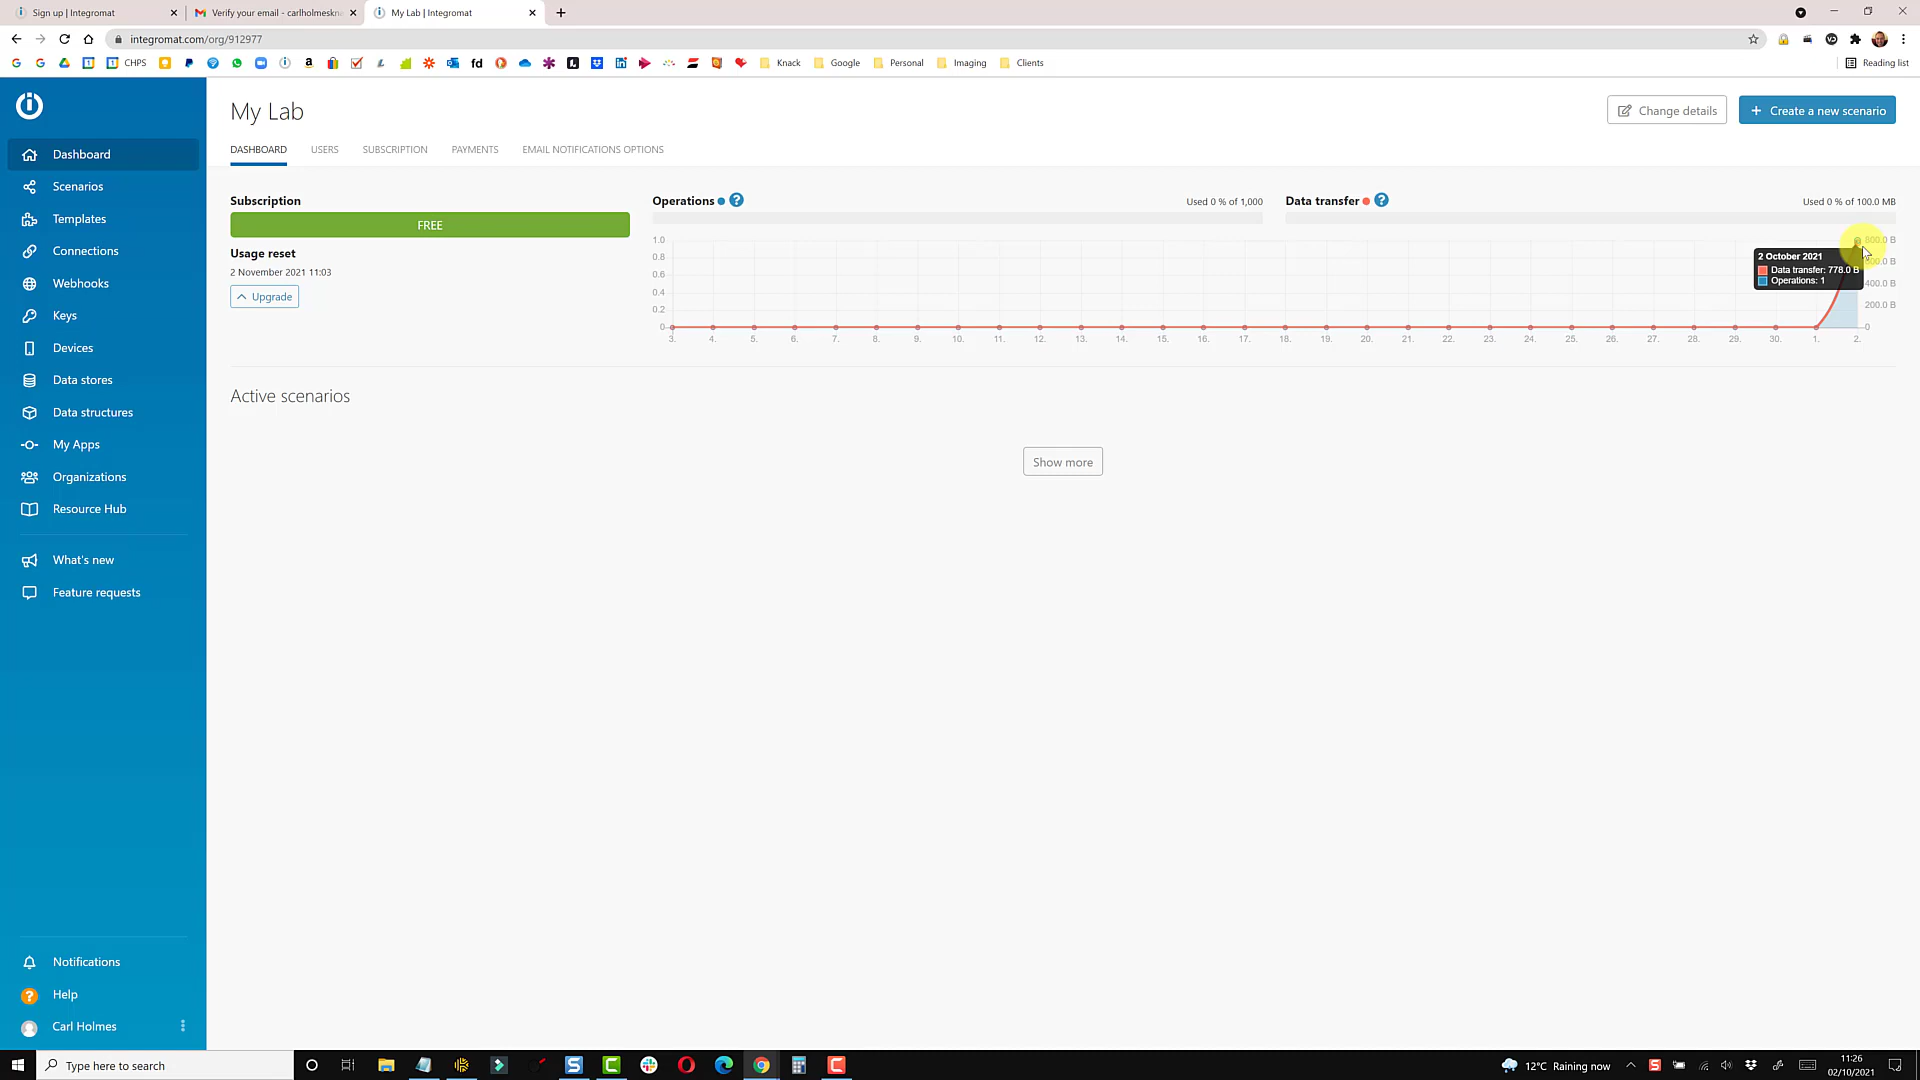 Sign up | Integromat
Verify your email - carlholmeskna
My Lab | Integromat
integromat.com/org/912977
CHPS
fd
Knack
Google
Personal
Imaging
Clients
Reading list
My Lab
Change details
+ Create a new scenario
DASHBOARD
USERS
SUBSCRIPTION
PAYMENTS
EMAIL NOTIFICATIONS OPTIONS
Dashboard
Scenarios
Templates
Connections
Webhooks
Keys
Devices
Data stores
Data structures
My Apps
Organizations
Resource Hub
What's new
Feature requests
Notifications
Help
Carl Holmes
Subscription
FREE
Usage reset
2 November 2021 11:03
Upgrade
Operations
Used 0 % of 1,000
Data transfer
Used 0 % of 100.0 MB
1.0
0.8
0.6
0.4
0.2
0
800.0 B
400.0 B
200.0 B
0
2 October 2021
Data transfer: 778.0 B
Operations: 1
3. 4. 5. 6. 7. 8. 9. 10. 11. 12. 13. 14. 15. 16. 17. 18. 19. 20. 21. 22. 23. 24. 25. 26. 27. 28. 29. 30. 1. 2.
Active scenarios
Show more
Type here to search
12°C Raining now
11:26
02/10/2021